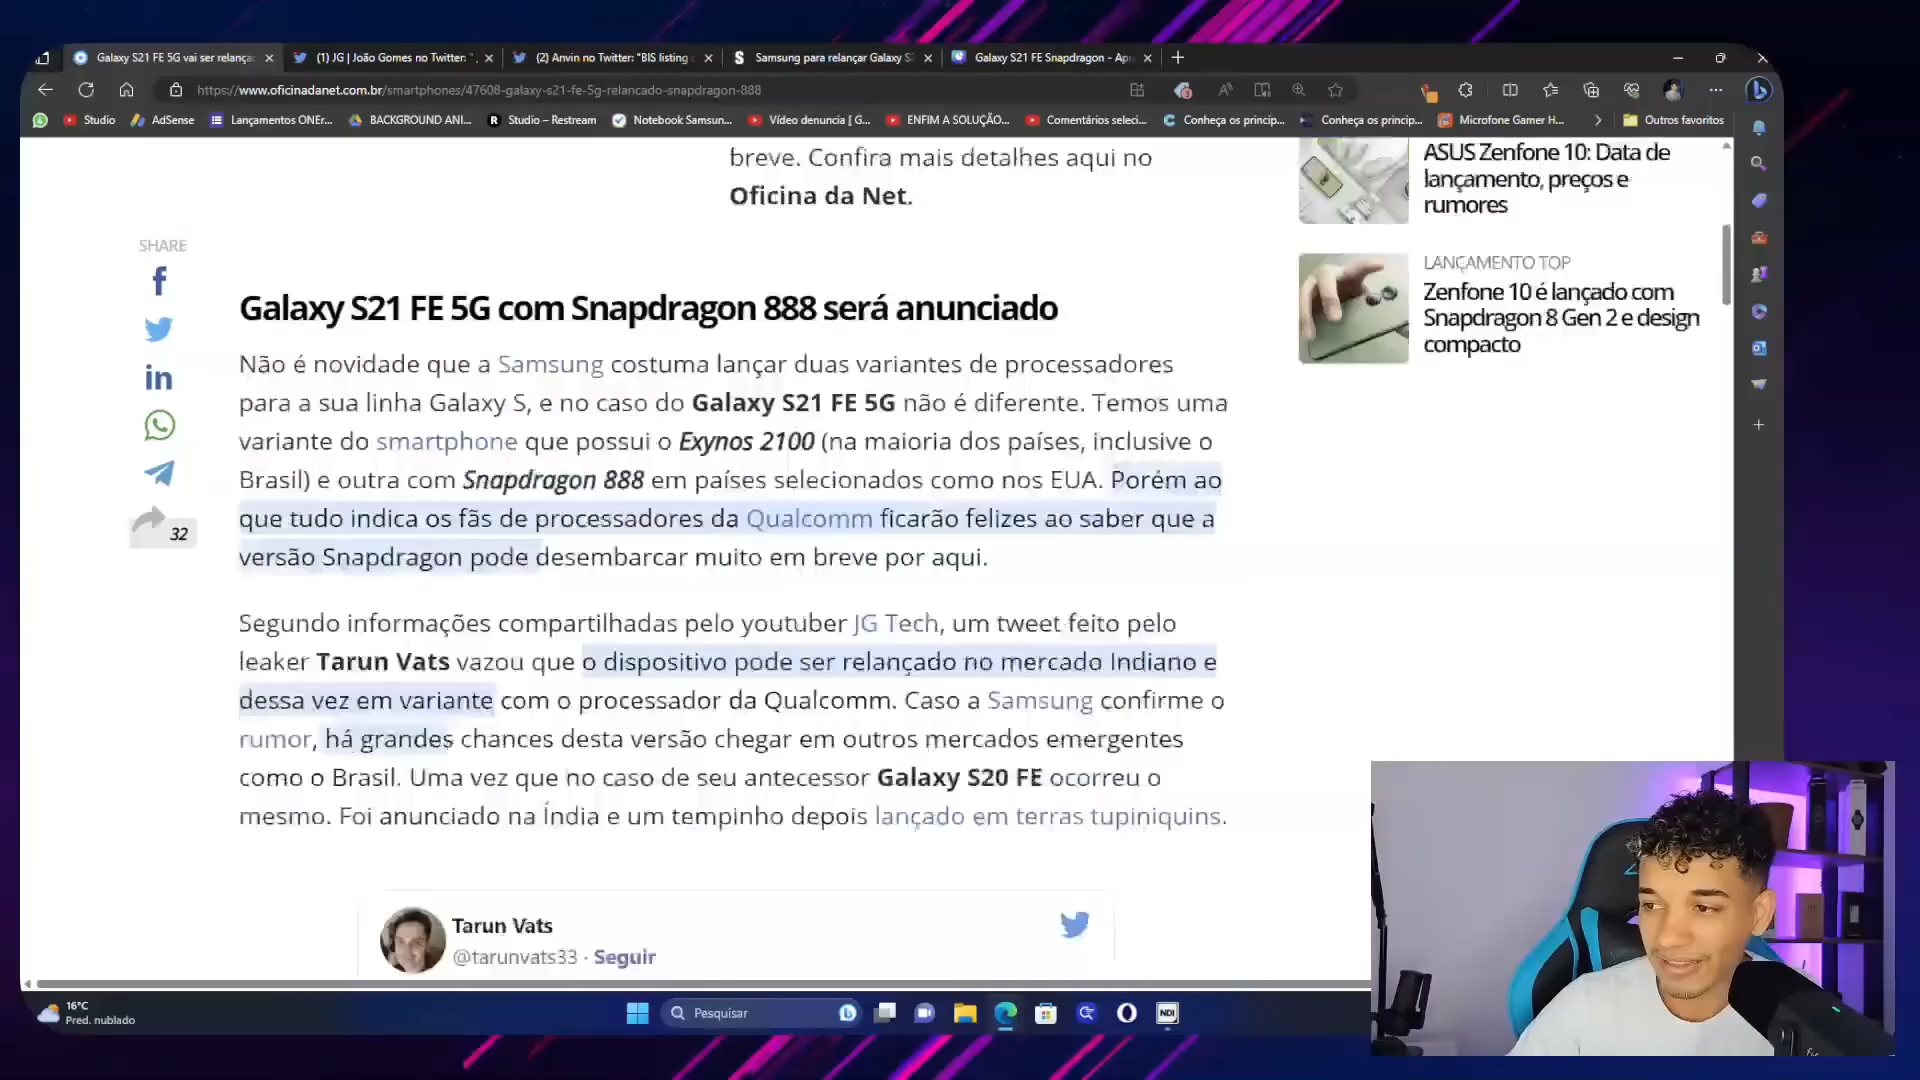 Galaxy S21 FE 5G vai ser relança
(1) JG | João Gomes no Twitter: "
(2) Anvin no Twitter: "BIS listing
Samsung para relançar Galaxy S
Galaxy S21 FE Snapdragon - Ap
https://www.oficinadanet.com.br/smartphones/47608-galaxy-s21-fe-5g-relancado-snapdragon-888
Studio
AdSense
Lançamentos ONEr...
BACKGROUND ANI...
Studio – Restream
Notebook Samsun...
Vídeo denuncia [ G...
ENFIM A SOLUÇÃO...
Comentários seleci...
Conheça os princip...
Conheça os princip...
Microfone Gamer H...
Outros favoritos
breve. Confira mais detalhes aqui no
Oficina da Net.
SHARE
32
Galaxy S21 FE 5G com Snapdragon 888 será anunciado
Não é novidade que a Samsung costuma lançar duas variantes de processadores
para a sua linha Galaxy S, e no caso do Galaxy S21 FE 5G não é diferente. Temos uma
variante do smartphone que possui o Exynos 2100 (na maioria dos países, inclusive o
Brasil) e outra com Snapdragon 888 em países selecionados como nos EUA. Porém ao
que tudo indica os fãs de processadores da Qualcomm ficarão felizes ao saber que a
versão Snapdragon pode desembarcar muito em breve por aqui.
Segundo informações compartilhadas pelo youtuber JG Tech, um tweet feito pelo
leaker Tarun Vats vazou que o dispositivo pode ser relançado no mercado Indiano e
dessa vez em variante com o processador da Qualcomm. Caso a Samsung confirme o
rumor, há grandes chances desta versão chegar em outros mercados emergentes
como o Brasil. Uma vez que no caso de seu antecessor Galaxy S20 FE ocorreu o
mesmo. Foi anunciado na Índia e um tempinho depois lançado em terras tupiniquins.
Tarun Vats
@tarunvats33 · Seguir
ASUS Zenfone 10: Data de
lançamento, preços e
rumores
LANÇAMENTO TOP
Zenfone 10 é lançado com
Snapdragon 8 Gen 2 e design
compacto
16°C
Pred. nublado
Pesquisar
NDI